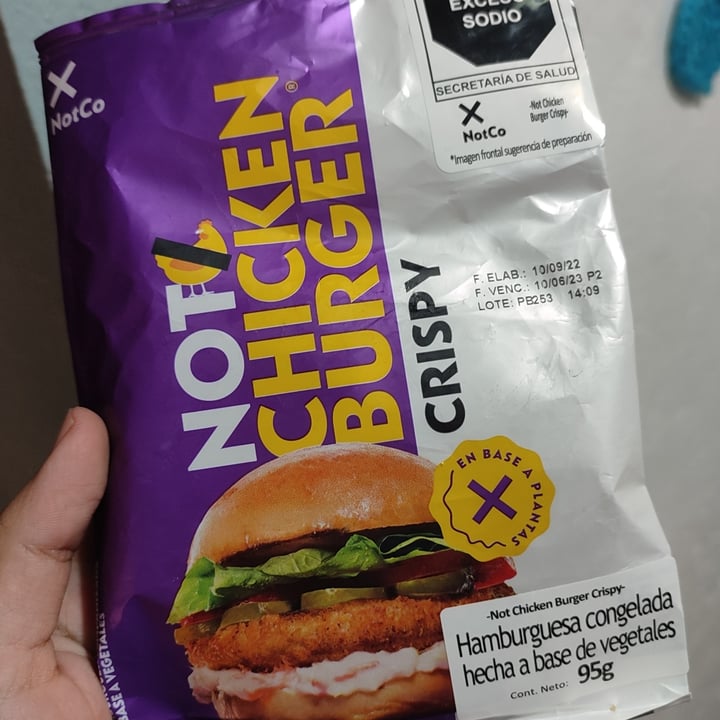 NotCo
NOT
CHICKEN
BURGER®
CRISPY
EXCESO
SODIO
SECRETARÍA DE SALUD
NotCo
-Not Chicken
Burger Crispy-
*Imagen frontal sugerencia de preparación
F. ELAB.: 10/09/22
F. VENC.: 10/06/23 P2
LOTE: PB253 14:09
EN BASE A PLANTAS
-Not Chicken Burger Crispy-
Hamburguesa congelada
hecha a base de vegetales
Cont. Neto: 95g
BASE A VEGETALES